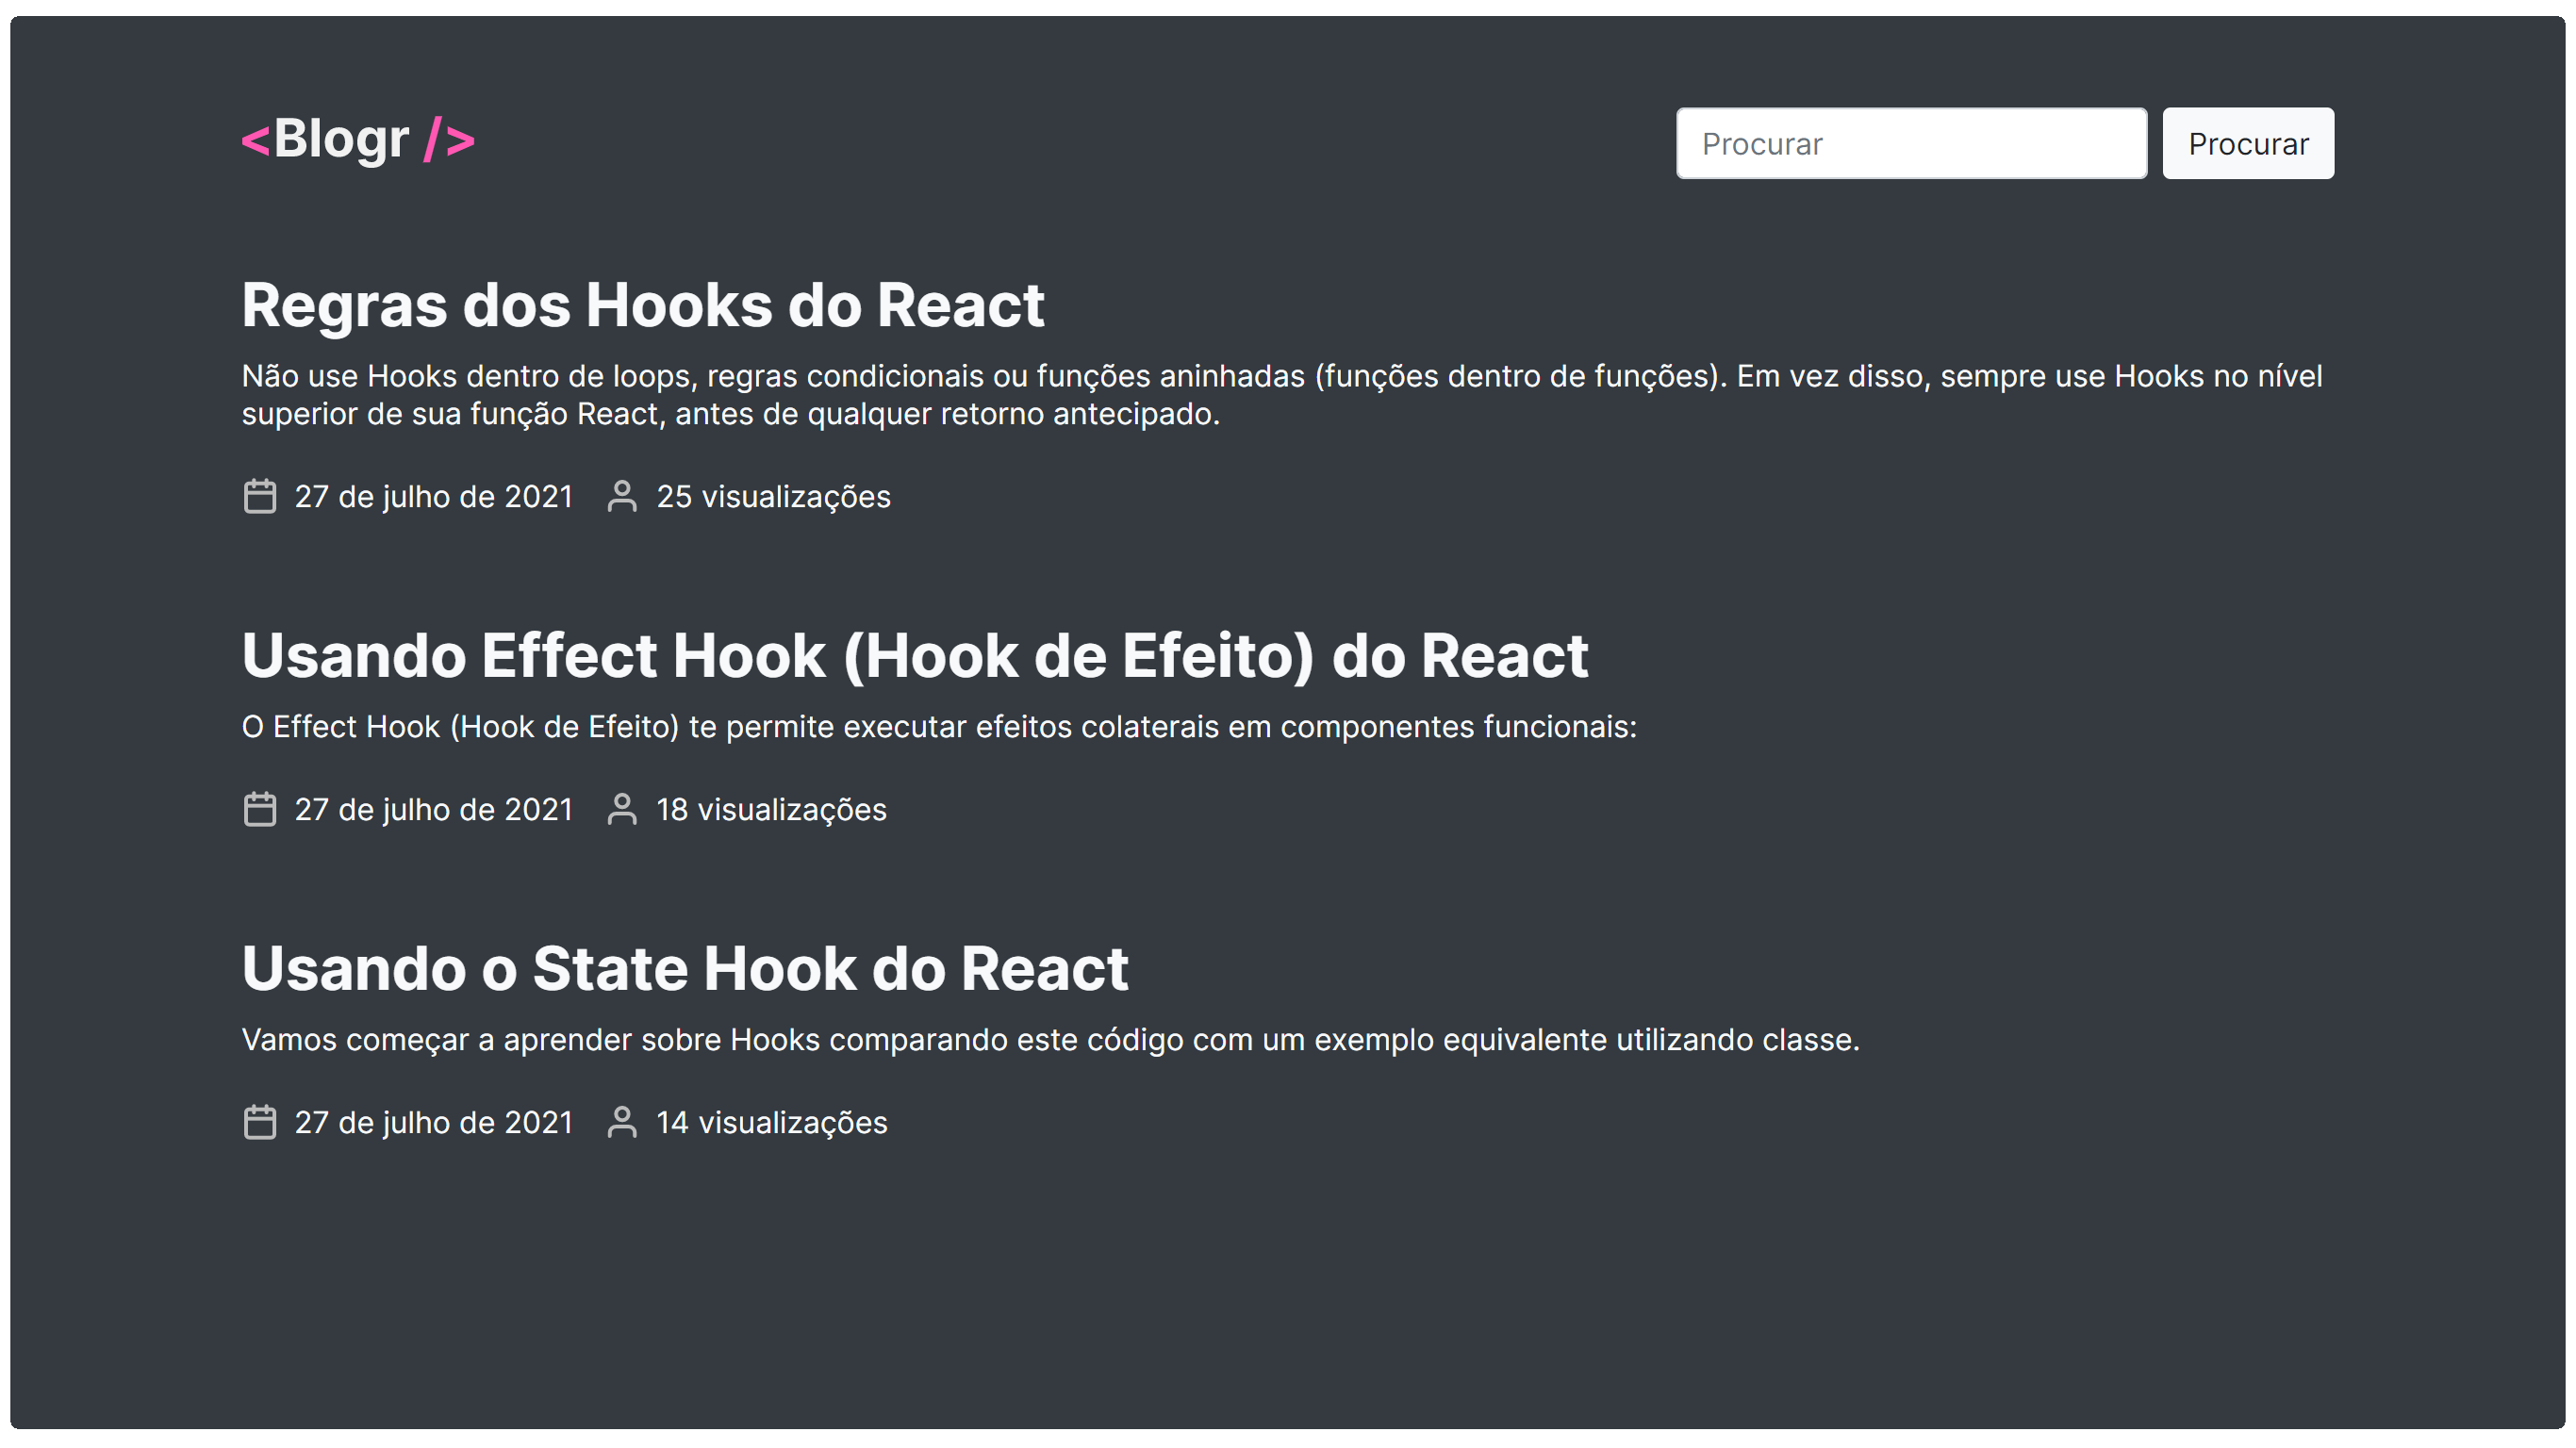 <Blogr />
Procurar
Procurar
Regras dos Hooks do React
Não use Hooks dentro de loops, regras condicionais ou funções aninhadas (funções dentro de funções). Em vez disso, sempre use Hooks no nível
superior de sua função React, antes de qualquer retorno antecipado.
27 de julho de 2021 25 visualizações
Usando Effect Hook (Hook de Efeito) do React
O Effect Hook (Hook de Efeito) te permite executar efeitos colaterais em componentes funcionais:
27 de julho de 2021 18 visualizações
Usando o State Hook do React
Vamos começar a aprender sobre Hooks comparando este código com um exemplo equivalente utilizando classe.
27 de julho de 2021 14 visualizações